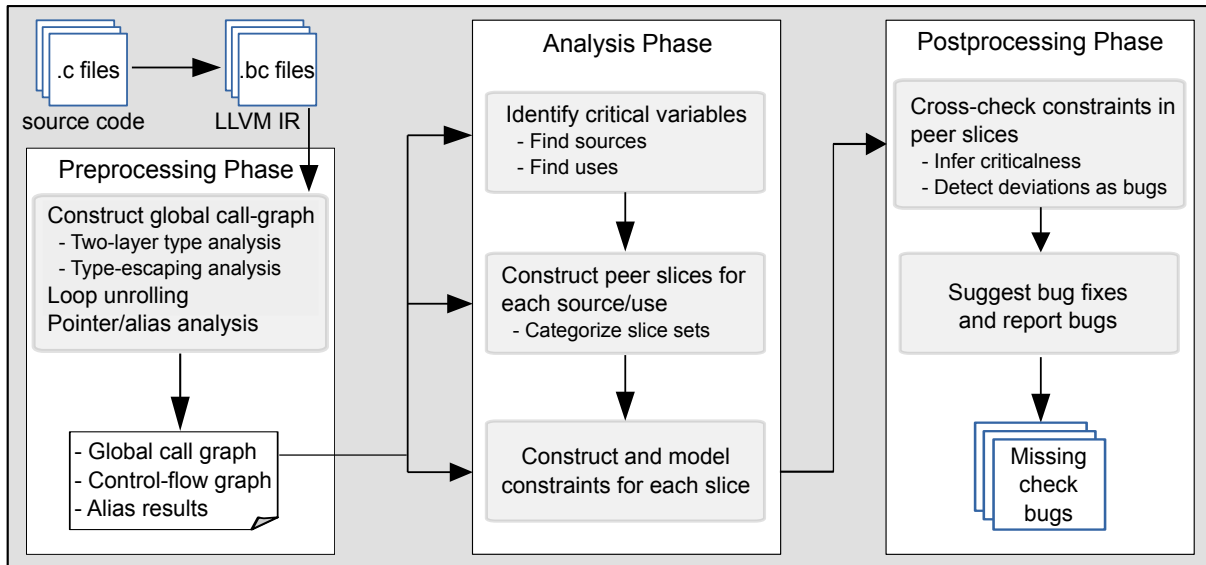 .c files
.bc files
source code
LLVM IR
Preprocessing Phase
Construct global call-graph
- Two-layer type analysis
- Type-escaping analysis
Loop unrolling
Pointer/alias analysis
- Global call graph
- Control-flow graph
- Alias results
Analysis Phase
Identify critical variables
- Find sources
- Find uses
Construct peer slices for
each source/use
- Categorize slice sets
Construct and model
constraints for each slice
Postprocessing Phase
Cross-check constraints in
peer slices
- Infer criticalness
- Detect deviations as bugs
Suggest bug fixes
and report bugs
Missing
check
bugs